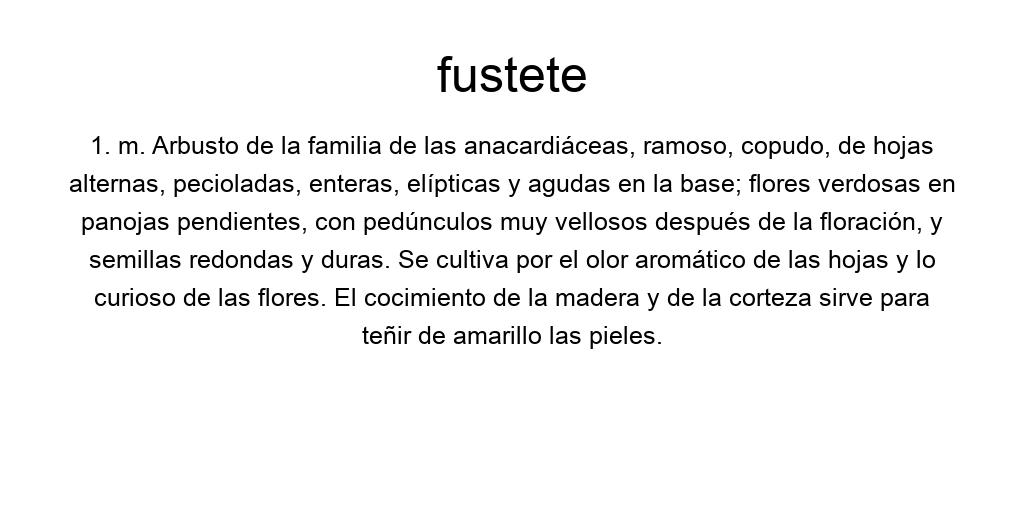 fustete
1. m. Arbusto de la familia de las anacardiáceas, ramoso, copudo, de hojas
alternas, pecioladas, enteras, elípticas y agudas en la base; flores verdosas en
panojas pendientes, con pedúnculos muy vellosos después de la floración, y
semillas redondas y duras. Se cultiva por el olor aromático de las hojas y lo
curioso de las flores. El cocimiento de la madera y de la corteza sirve para
teñir de amarillo las pieles.